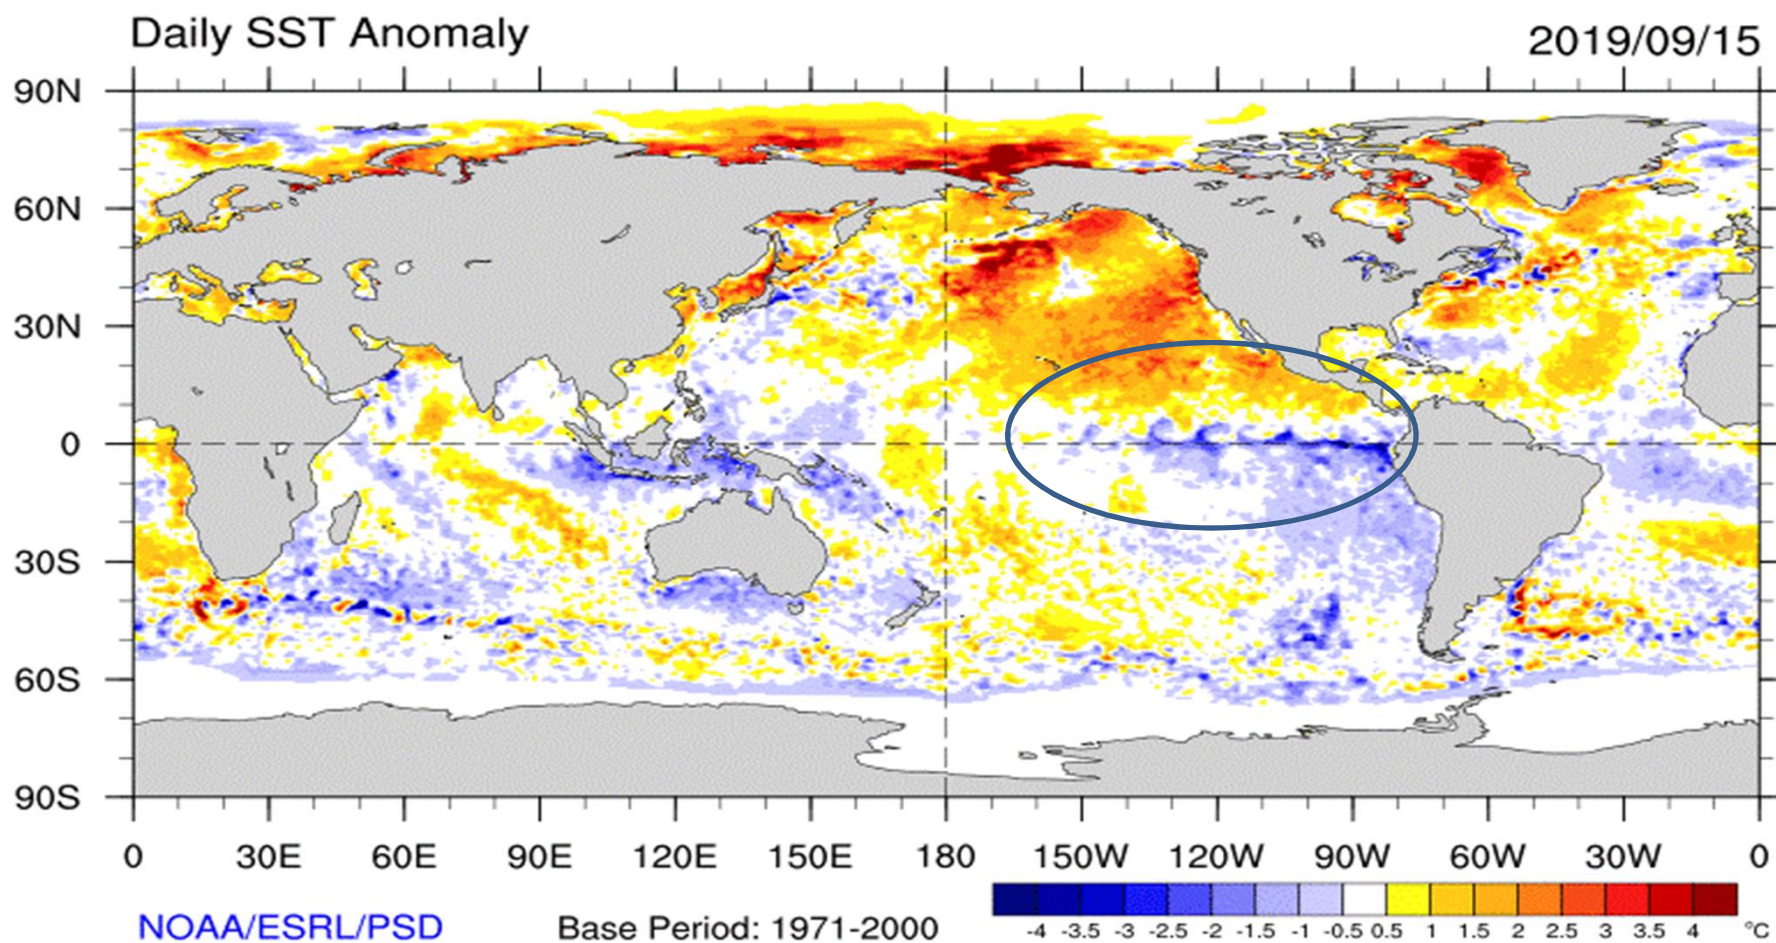 Daily SST Anomaly 2019/09/15
90N
60N
30N
0
30S
60S
90S
0 30E 60E 90E 120E 150E 180 150W 120W 90W 60W 30W 0
-4 -3.5 -3 -2.5 -2 -1.5 -1 -0.5 0.5 1 1.5 2 2.5 3 3.5 4 °C
NOAA/ESRL/PSD Base Period: 1971-2000